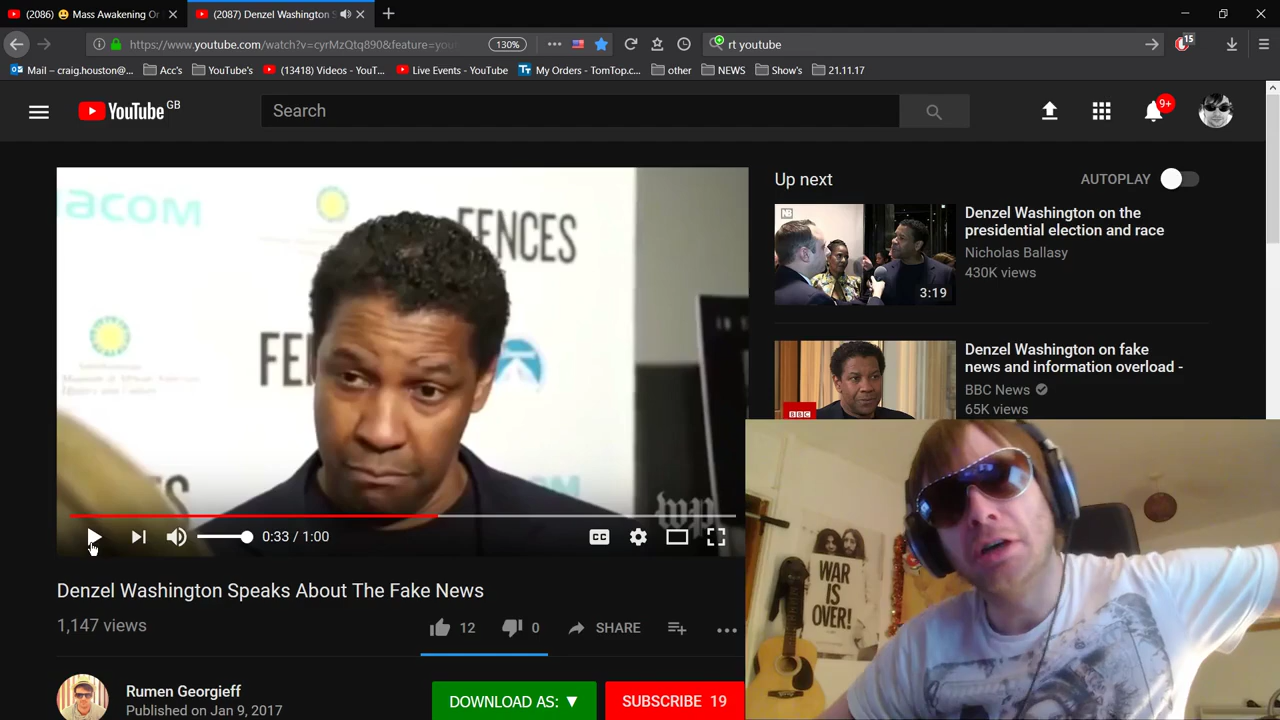 (2086) 😃 Mass Awakening Or
(2087) Denzel Washington S
https://www.youtube.com/watch?v=cyrMzQtq890&feature=you
130%
rt youtube
15
Mail – craig.houston@...
Acc's
YouTube's
(13418) Videos - YouT...
Live Events - YouTube
My Orders - TomTop.c...
other
NEWS
Show's
21.11.17
YouTube GB
Search
9+
Up next
AUTOPLAY
acom
FENCES
wp
0:33 / 1:00
CC
NB
3:19
Denzel Washington on the
presidential election and race
Nicholas Ballasy
430K views
Denzel Washington on fake
news and information overload -
BBC News
65K views
BBC
WAR
IS
OVER!
Denzel Washington Speaks About The Fake News
1,147 views
12
0
SHARE
Rumen Georgieff
Published on Jan 9, 2017
DOWNLOAD AS: ▼
SUBSCRIBE 19